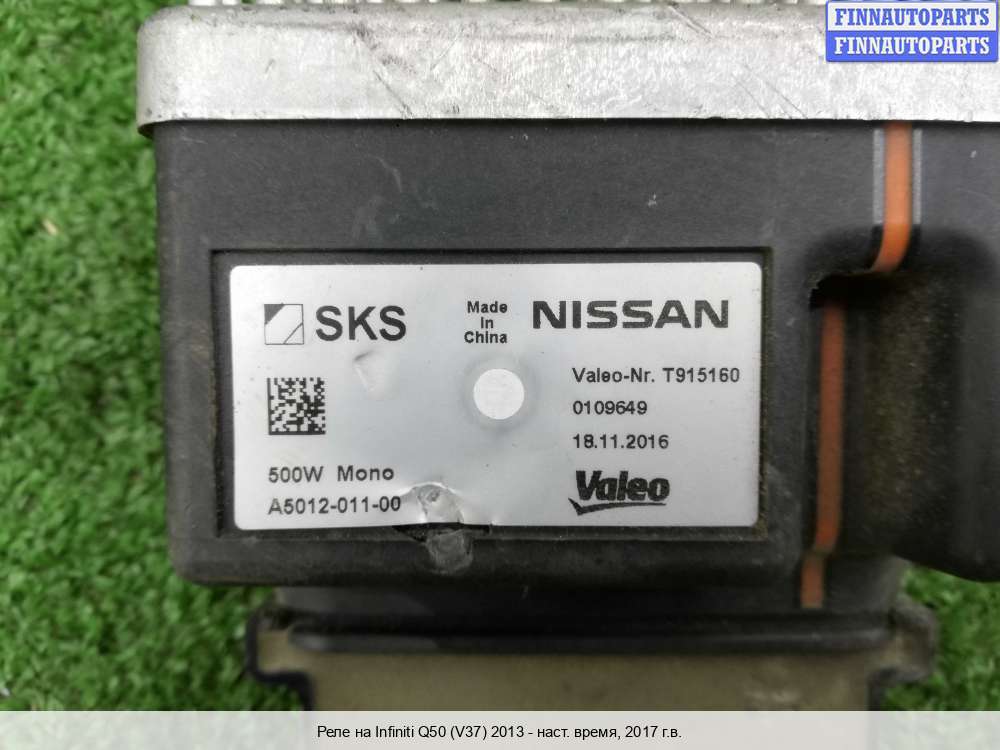 FINNAUTOPARTS
FINNAUTOPARTS
SKS
Made
In
China
NISSAN
Valeo-Nr. T915160
0109649
18.11.2016
500W Mono
A5012-011-00
Valeo
Реле на Infiniti Q50 (V37) 2013 - наст. время, 2017 г.в.